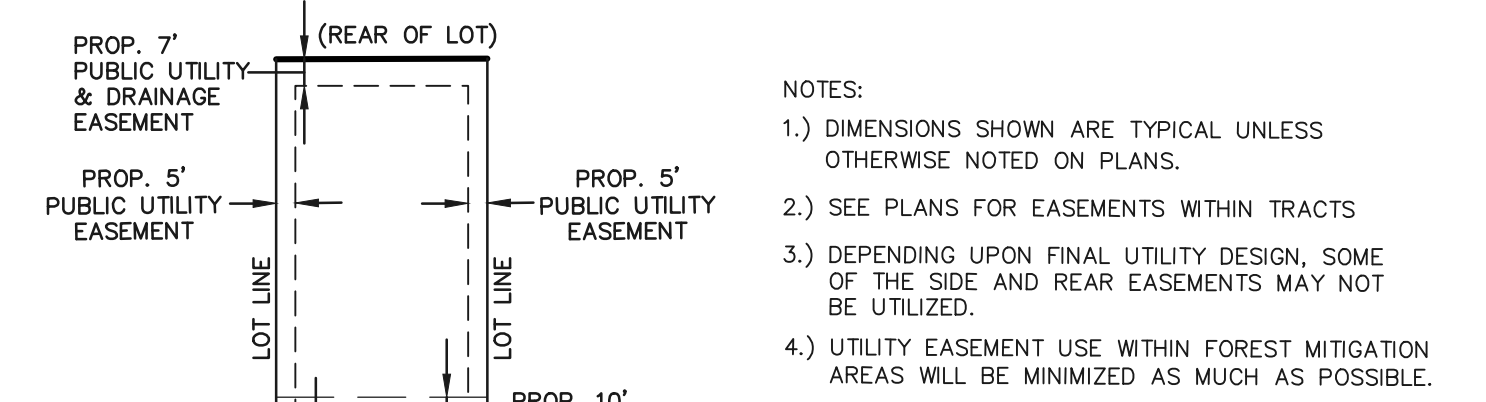 (REAR OF LOT)
PROP. 7'
PUBLIC UTILITY
& DRAINAGE
EASEMENT
PROP. 5'
PUBLIC UTILITY
EASEMENT
PROP. 5'
PUBLIC UTILITY
EASEMENT
LOT LINE
LOT LINE
PROP. 10'
NOTES:
1.) DIMENSIONS SHOWN ARE TYPICAL UNLESS
OTHERWISE NOTED ON PLANS.
2.) SEE PLANS FOR EASEMENTS WITHIN TRACTS
3.) DEPENDING UPON FINAL UTILITY DESIGN, SOME
OF THE SIDE AND REAR EASEMENTS MAY NOT
BE UTILIZED.
4.) UTILITY EASEMENT USE WITHIN FOREST MITIGATION
AREAS WILL BE MINIMIZED AS MUCH AS POSSIBLE.